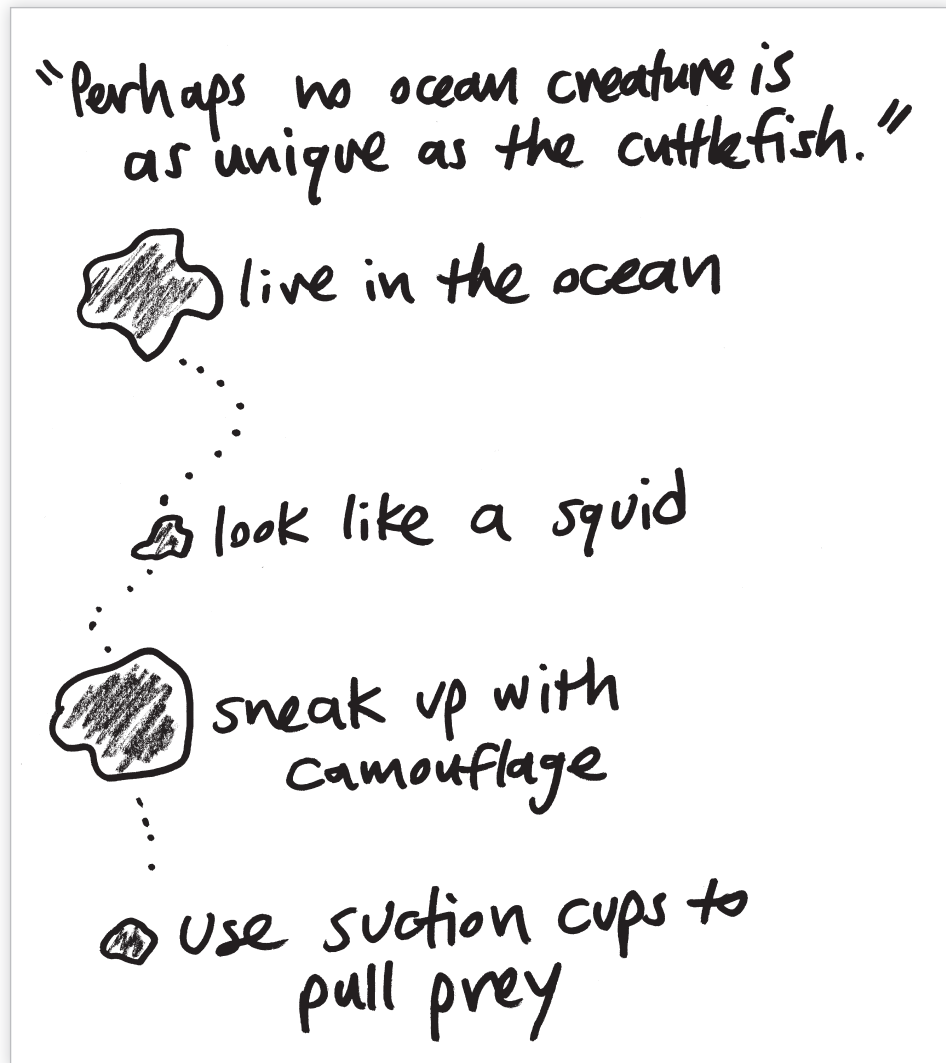 "Perhaps no ocean creature is
as unique as the cuttlefish."
live in the ocean
look like a squid
sneak up with
camouflage
use suction cups to
pull prey